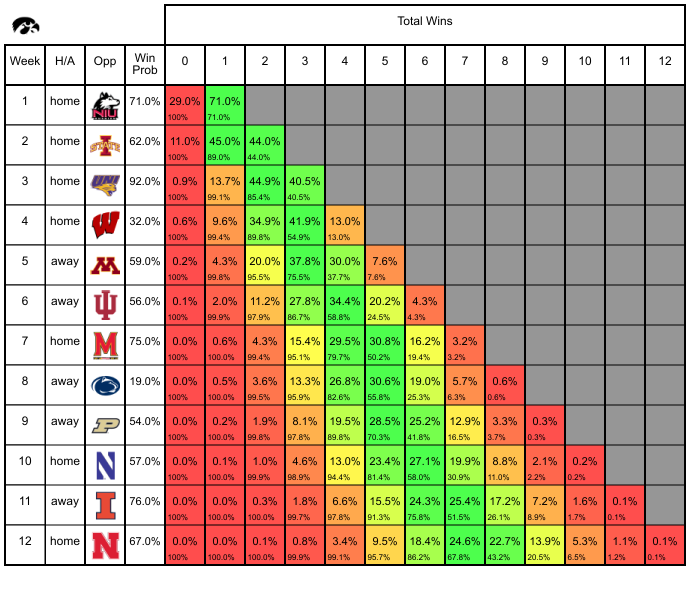 Total Wins
Week H/A Opp Win Prob 0 1 2 3 4 5 6 7 8 9 10 11 12
1 home NIU HUSKIES 71.0% 29.0% 71.0%
100% 71.0%
2 home I STATE 62.0% 11.0% 45.0% 44.0%
100% 89.0% 44.0%
3 home UNI 92.0% 0.9% 13.7% 44.9% 40.5%
100% 99.1% 85.4% 40.5%
4 home W 32.0% 0.6% 9.6% 34.9% 41.9% 13.0%
100% 99.4% 89.8% 54.9% 13.0%
5 away M 59.0% 0.2% 4.3% 20.0% 37.8% 30.0% 7.6%
100% 99.8% 95.5% 75.5% 37.7% 7.6%
6 away IU 56.0% 0.1% 2.0% 11.2% 27.8% 34.4% 20.2% 4.3%
100% 99.9% 97.9% 86.7% 58.8% 24.5% 4.3%
7 home M 75.0% 0.0% 0.6% 4.3% 15.4% 29.5% 30.8% 16.2% 3.2%
100% 100.0% 99.4% 95.1% 79.7% 50.2% 19.4% 3.2%
8 away 19.0% 0.0% 0.5% 3.6% 13.3% 26.8% 30.6% 19.0% 5.7% 0.6%
100% 100.0% 99.5% 95.9% 82.6% 55.8% 25.3% 6.3% 0.6%
9 away P 54.0% 0.0% 0.2% 1.9% 8.1% 19.5% 28.5% 25.2% 12.9% 3.3% 0.3%
100% 100.0% 99.8% 97.8% 89.8% 70.3% 41.8% 16.5% 3.7% 0.3%
10 home N 57.0% 0.0% 0.1% 1.0% 4.6% 13.0% 23.4% 27.1% 19.9% 8.8% 2.1% 0.2%
100% 100.0% 99.9% 98.9% 94.4% 81.4% 58.0% 30.9% 11.0% 2.2% 0.2%
11 away I 76.0% 0.0% 0.0% 0.3% 1.8% 6.6% 15.5% 24.3% 25.4% 17.2% 7.2% 1.6% 0.1%
100% 100.0% 100.0% 99.7% 97.8% 91.3% 75.8% 51.5% 26.1% 8.9% 1.7% 0.1%
12 home N 67.0% 0.0% 0.0% 0.1% 0.8% 3.4% 9.5% 18.4% 24.6% 22.7% 13.9% 5.3% 1.1% 0.1%
100% 100.0% 100.0% 99.9% 99.1% 95.7% 86.2% 67.8% 43.2% 20.5% 6.5% 1.2% 0.1%